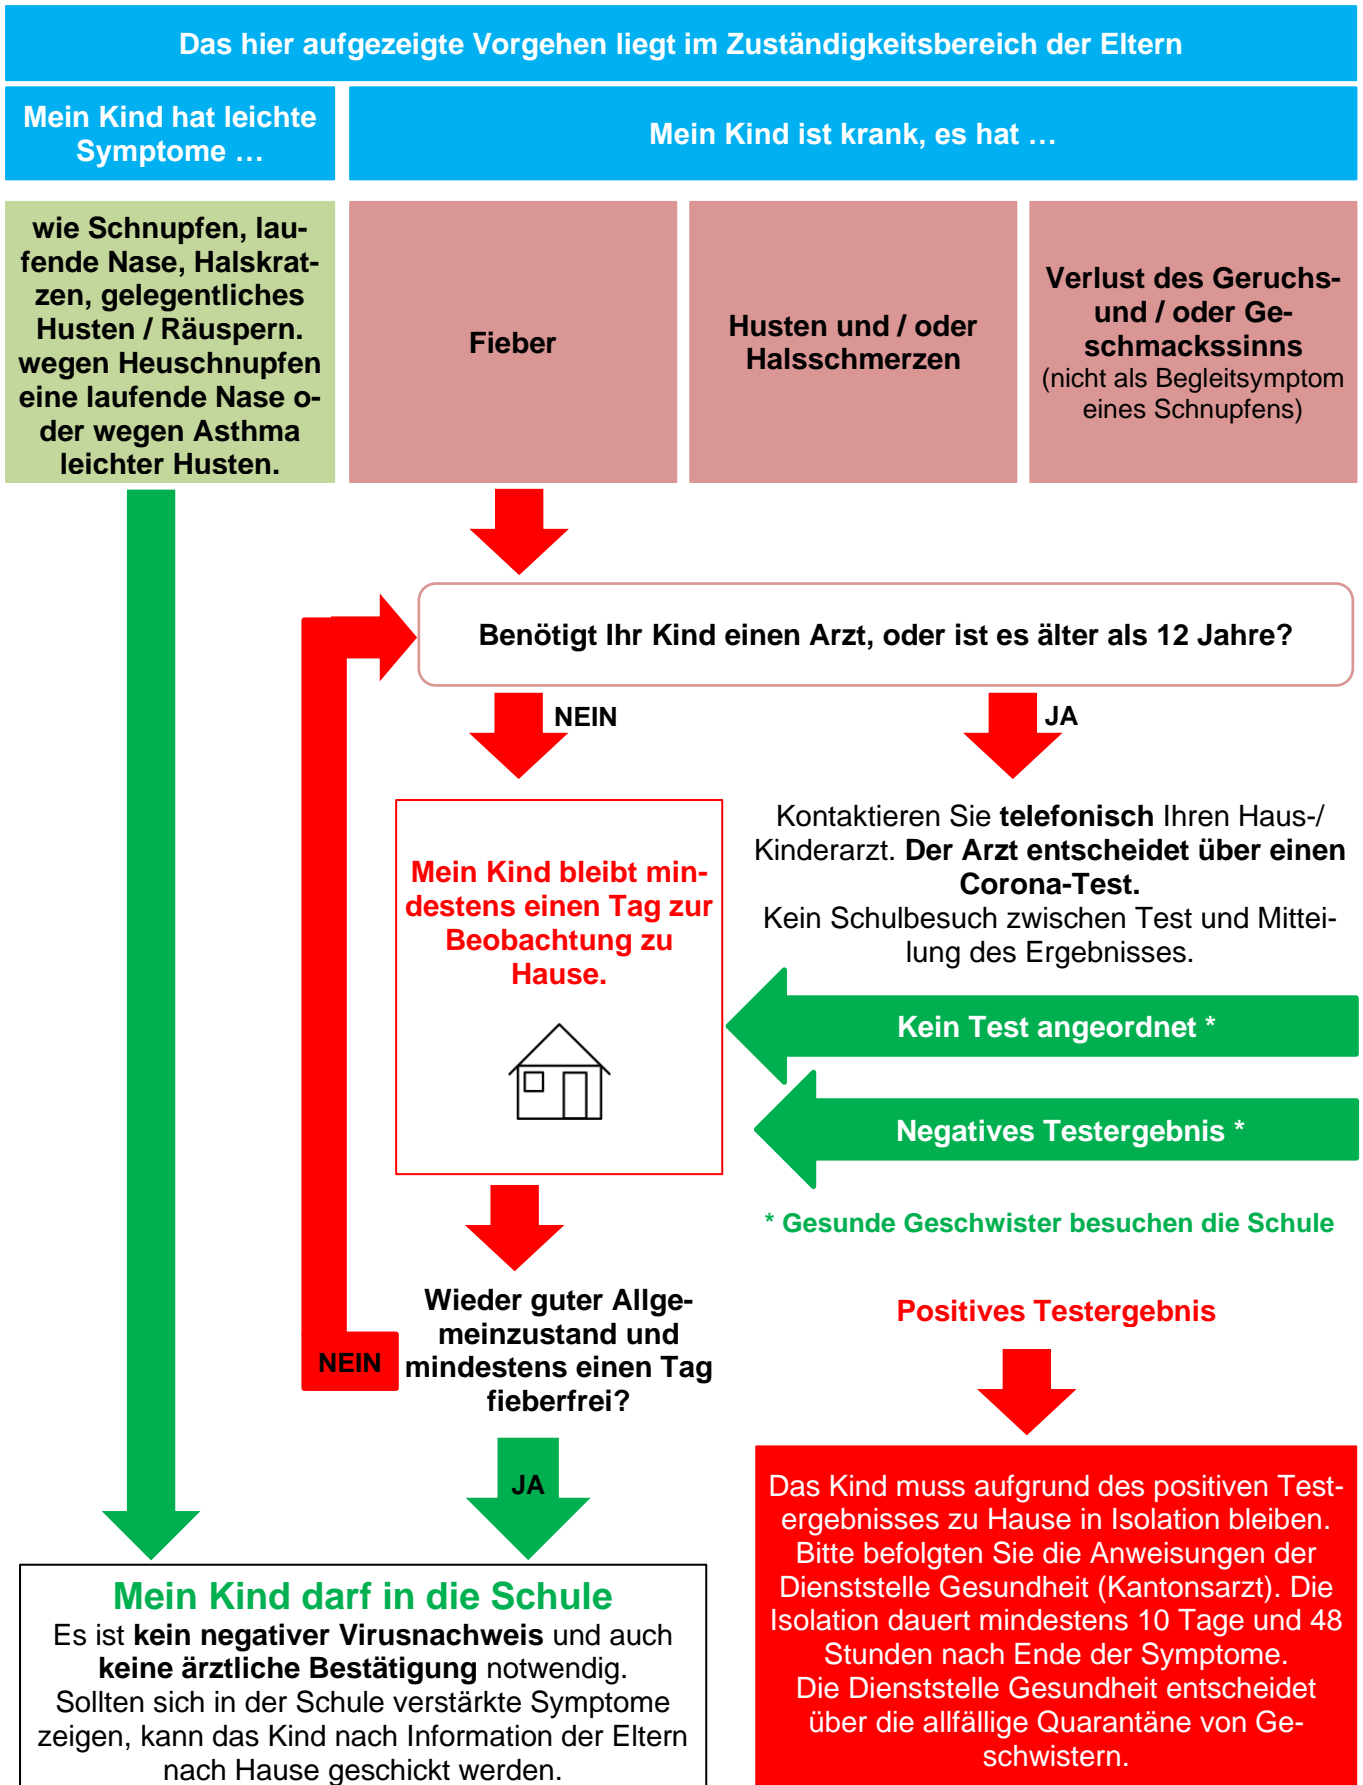 Das hier aufgezeigte Vorgehen liegt im Zuständigkeitsbereich der Eltern
Mein Kind hat leichte
Symptome …
Mein Kind ist krank, es hat …
wie Schnupfen, lau-
fende Nase, Halskrat-
zen, gelegentliches
Husten / Räuspern.
wegen Heuschnupfen
eine laufende Nase o-
der wegen Asthma
leichter Husten.
Fieber
Husten und / oder
Halsschmerzen
Verlust des Geruchs-
und / oder Ge-
schmackssinns
(nicht als Begleitsymptom
eines Schnupfens)
Benötigt Ihr Kind einen Arzt, oder ist es älter als 12 Jahre?
NEIN
JA
Mein Kind bleibt min-
destens einen Tag zur
Beobachtung zu
Hause.
Kontaktieren Sie telefonisch Ihren Haus-/
Kinderarzt. Der Arzt entscheidet über einen
Corona-Test.
Kein Schulbesuch zwischen Test und Mittei-
lung des Ergebnisses.
Kein Test angeordnet *
Negatives Testergebnis *
* Gesunde Geschwister besuchen die Schule
Wieder guter Allge-
meinzustand und
mindestens einen Tag
fieberfrei?
NEIN
JA
Positives Testergebnis
Mein Kind darf in die Schule
Es ist kein negativer Virusnachweis und auch
keine ärztliche Bestätigung notwendig.
Sollten sich in der Schule verstärkte Symptome
zeigen, kann das Kind nach Information der Eltern
nach Hause geschickt werden.
Das Kind muss aufgrund des positiven Test-
ergebnisses zu Hause in Isolation bleiben.
Bitte befolgten Sie die Anweisungen der
Dienststelle Gesundheit (Kantonsarzt). Die
Isolation dauert mindestens 10 Tage und 48
Stunden nach Ende der Symptome.
Die Dienststelle Gesundheit entscheidet
über die allfällige Quarantäne von Ge-
schwistern.